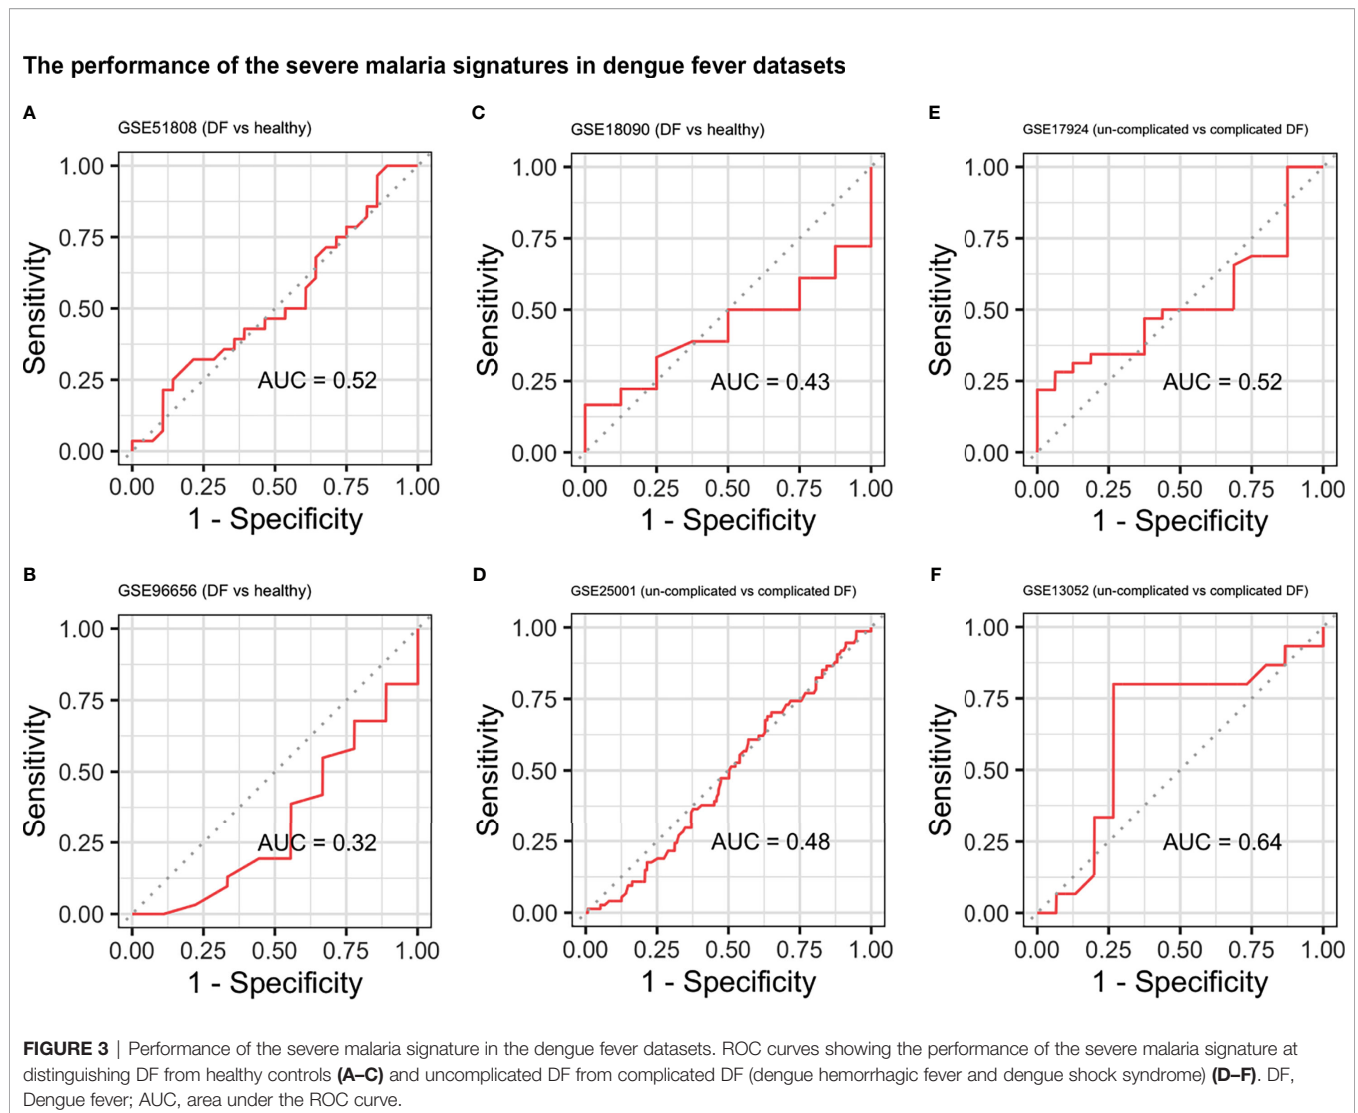 The performance of the severe malaria signatures in dengue fever datasets
A
GSE51808 (DF vs healthy)
Sensitivity
1.00
0.75
0.50
0.25
0.00
AUC = 0.52
0.00 0.25 0.50 0.75 1.00
1 - Specificity
C
GSE18090 (DF vs healthy)
Sensitivity
1.00
0.75
0.50
0.25
0.00
AUC = 0.43
0.00 0.25 0.50 0.75 1.00
1 - Specificity
E
GSE17924 (un-complicated vs complicated DF)
Sensitivity
1.00
0.75
0.50
0.25
0.00
AUC = 0.52
0.00 0.25 0.50 0.75 1.00
1 - Specificity
B
GSE96656 (DF vs healthy)
Sensitivity
1.00
0.75
0.50
0.25
0.00
AUC = 0.32
0.00 0.25 0.50 0.75 1.00
1 - Specificity
D
GSE25001 (un-complicated vs complicated DF)
Sensitivity
1.00
0.75
0.50
0.25
0.00
AUC = 0.48
0.00 0.25 0.50 0.75 1.00
1 - Specificity
F
GSE13052 (un-complicated vs complicated DF)
Sensitivity
1.00
0.75
0.50
0.25
0.00
AUC = 0.64
0.00 0.25 0.50 0.75 1.00
1 - Specificity
FIGURE 3 | Performance of the severe malaria signature in the dengue fever datasets. ROC curves showing the performance of the severe malaria signature at
distinguishing DF from healthy controls (A–C) and uncomplicated DF from complicated DF (dengue hemorrhagic fever and dengue shock syndrome) (D–F). DF,
Dengue fever; AUC, area under the ROC curve.